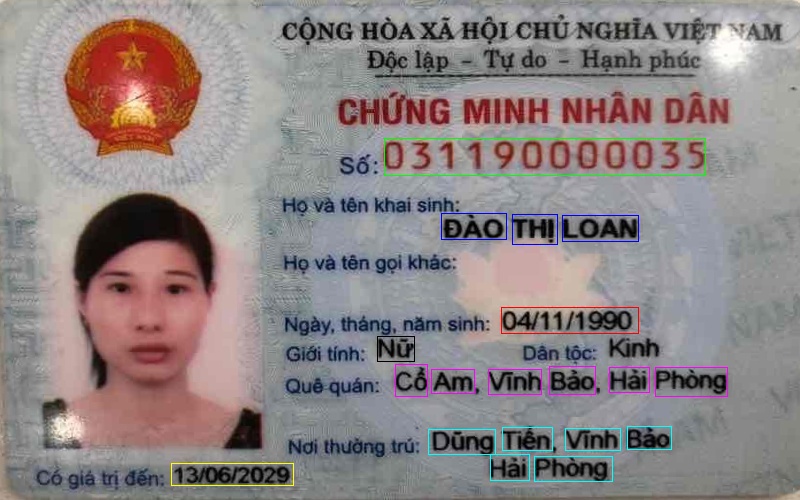 CỘNG HÒA XÃ HỘI CHỦ NGHĨA VIỆT NAM
Độc lập - Tự do - Hạnh phúc
CHỨNG MINH NHÂN DÂN
Số: 031190000035
Họ và tên khai sinh:
ĐÀO THỊ LOAN
Họ và tên gọi khác:
Ngày, tháng, năm sinh: 04/11/1990
Giới tính: Nữ Dân tộc: Kinh
Quê quán: Cổ Am, Vĩnh Bảo, Hải Phòng
Nơi thường trú: Dũng Tiến, Vĩnh Bảo
Hải Phòng
Có giá trị đến: 13/06/2029